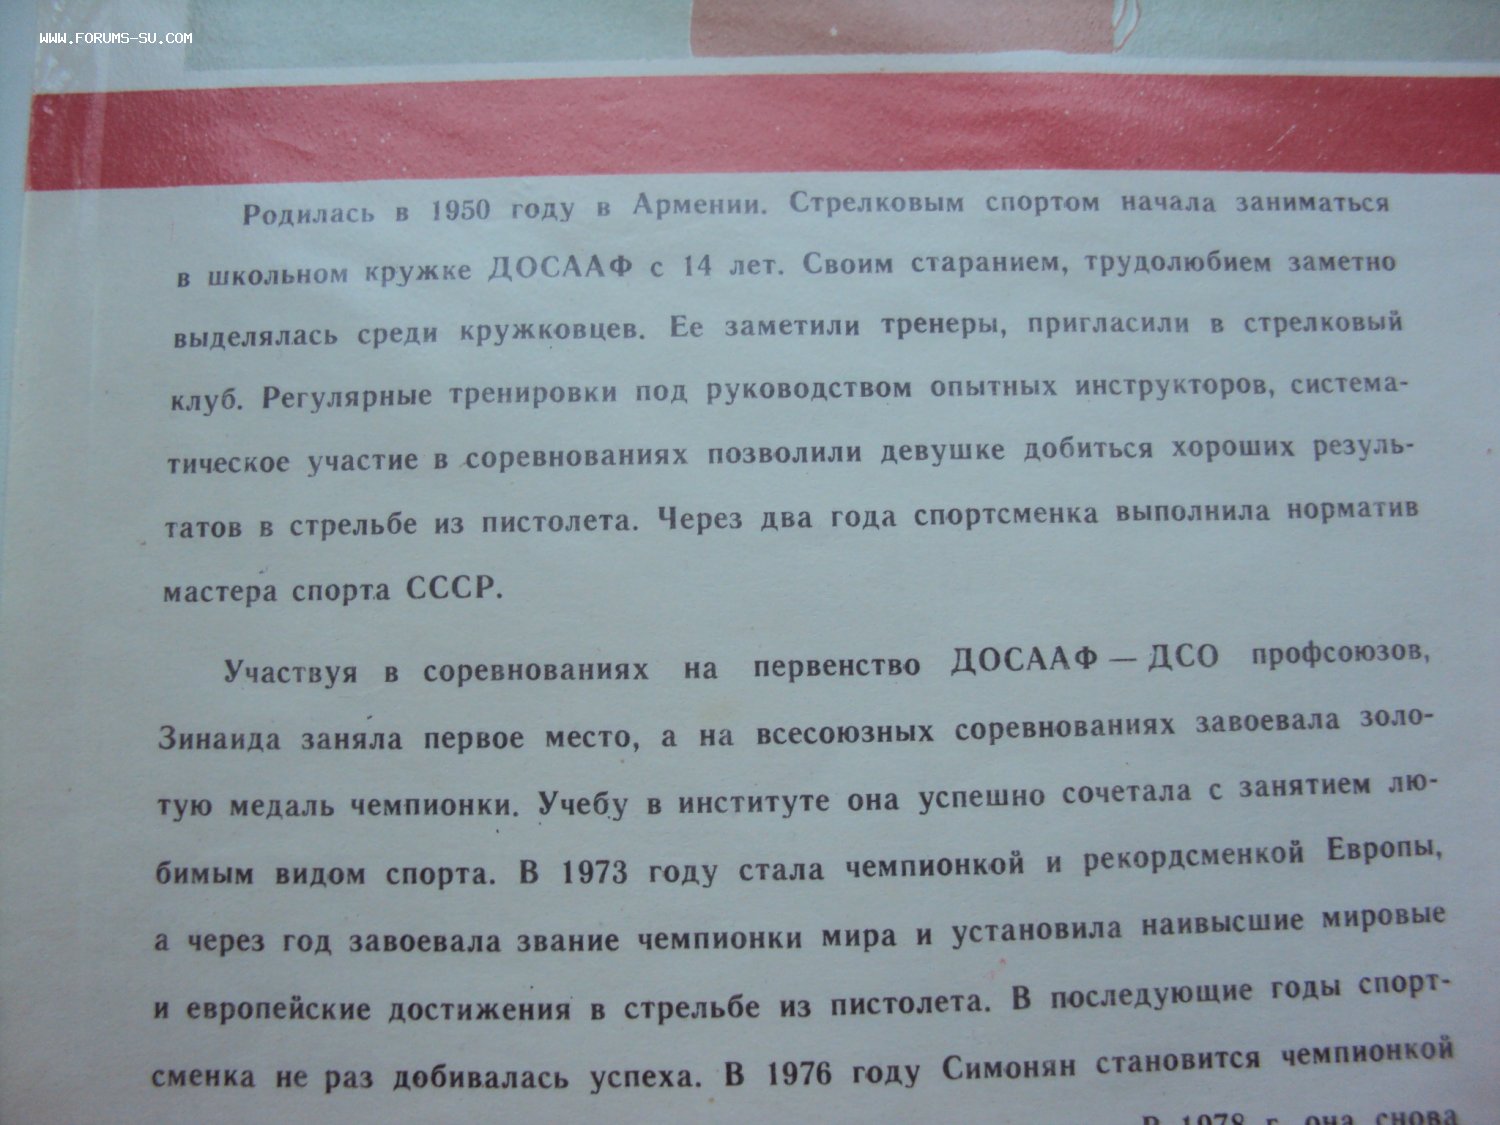 WWW.FORUMS-SU.COM
Родилась в 1950 году в Армении. Стрелковым спортом начала заниматься
в школьном кружке ДОСААФ с 14 лет. Своим старанием, трудолюбием заметно
выделялась среди кружковцев. Ее заметили тренеры, пригласили в стрелковый
клуб. Регулярные тренировки под руководством опытных инструкторов, система-
тическое участие в соревнованиях позволили девушке добиться хороших резуль-
татов в стрельбе из пистолета. Через два года спортсменка выполнила норматив
мастера спорта СССР.
Участвуя в соревнованиях на первенство ДОСААФ — ДСО профсоюзов,
Зинаида заняла первое место, а на всесоюзных соревнованиях завоевала золо-
тую медаль чемпионки. Учебу в институте она успешно сочетала с занятием лю-
бимым видом спорта. В 1973 году стала чемпионкой и рекордсменкой Европы,
а через год завоевала звание чемпионки мира и установила наивысшие мировые
и европейские достижения в стрельбе из пистолета. В последующие годы спорт-
сменка не раз добивалась успеха. В 1976 году Симонян становится чемпионкой
В 1978 г. она снова